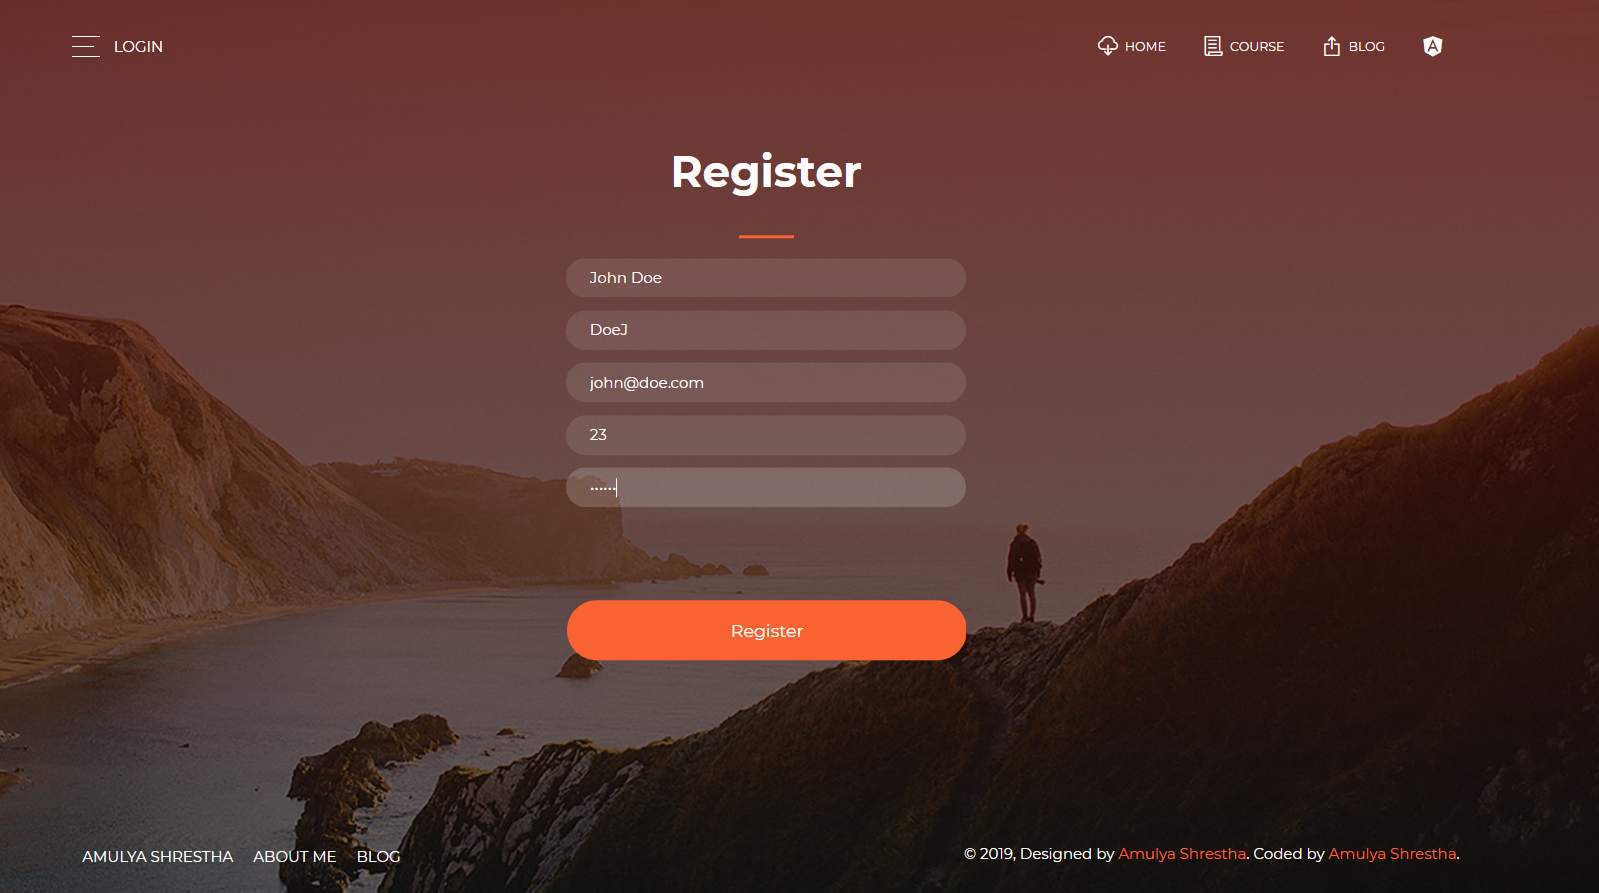 LOGIN
HOME
COURSE
BLOG
Register
John Doe
DoeJ
john@doe.com
23
••••••
Register
AMULYA SHRESTHA
ABOUT ME
BLOG
© 2019, Designed by Amulya Shrestha. Coded by Amulya Shrestha.